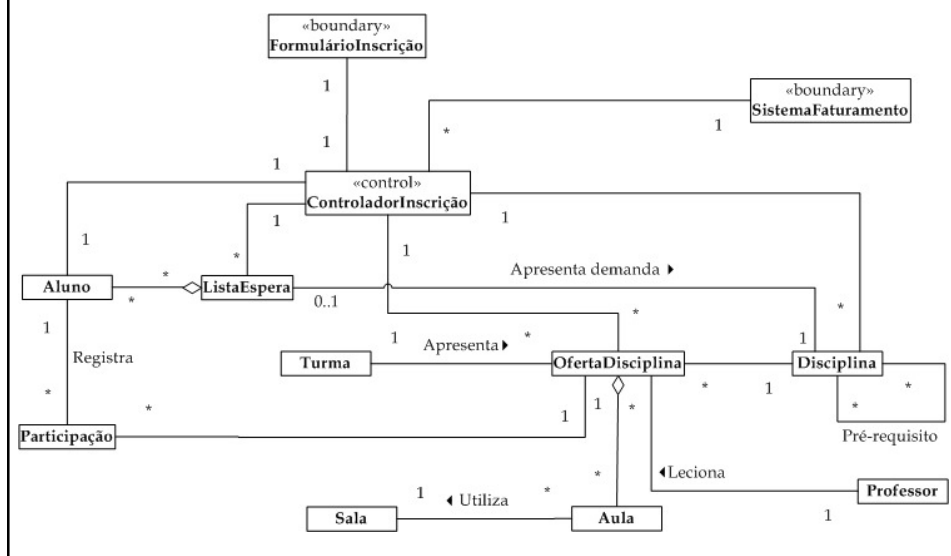 «boundary»
FormulárioInscrição
1
«boundary»
SistemaFaturamento
1
*
1
1
«control»
ControladorInscrição
1
1
1
1
*
Apresenta demanda
Aluno
*
*
ListaEspera
0..1
*
*
1
Registra
1
Apresenta
*
1
Turma
OfertaDisciplina
Disciplina
*
1
*
*
Pré-requisito
*
*
1
1
*
Participação
*
Leciona
1
Utiliza
*
Professor
1
Sala
Aula